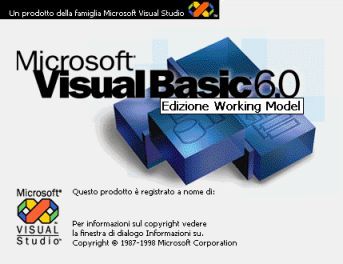 Un prodotto della famiglia Microsoft Visual Studio
Microsoft
Visual Basic 6.0
Edizione Working Model
Microsoft
VISUAL
Studio
Questo prodotto è registrato a nome di:
Per informazioni sul copyright vedere
la finestra di dialogo Informazioni su.
Copyright © 1987-1998 Microsoft Corporation